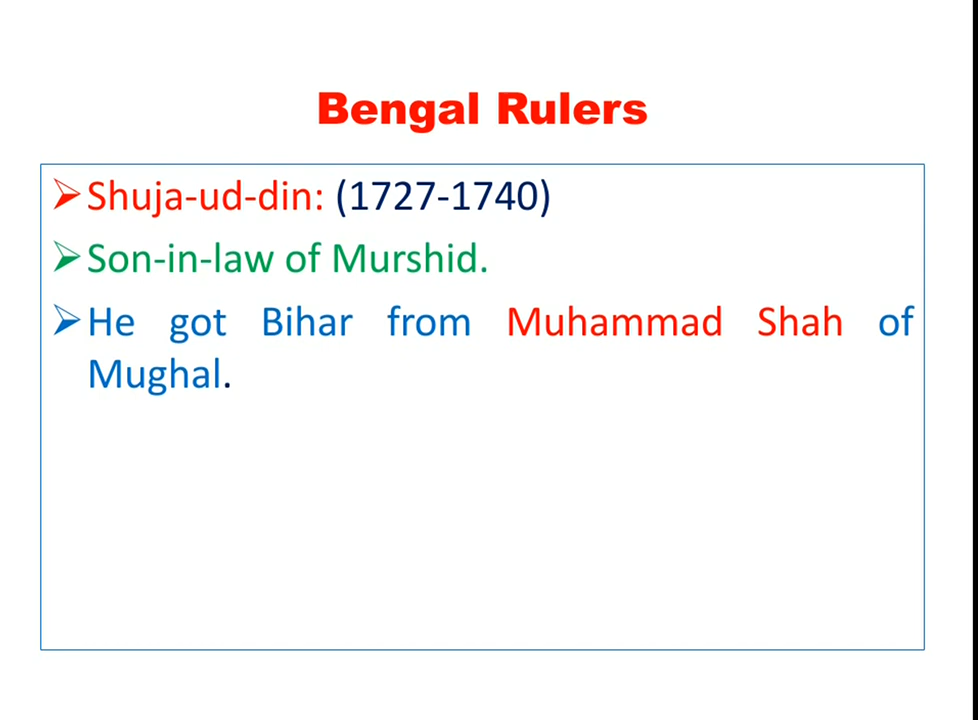 Bengal Rulers
➢Shuja-ud-din: (1727-1740)
➢Son-in-law of Murshid.
➢He got Bihar from Muhammad Shah of
Mughal.